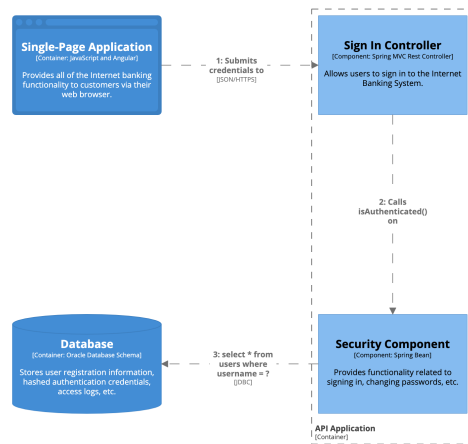 Single-Page Application
[Container: JavaScript and Angular]
Provides all of the Internet banking
functionality to customers via their
web browser.
1: Submits
credentials to
[JSON/HTTPS]
Sign In Controller
[Component: Spring MVC Rest Controller]
Allows users to sign in to the Internet
Banking System.
2: Calls
isAuthenticated()
on
Database
[Container: Oracle Database Schema]
Stores user registration information,
hashed authentication credentials,
access logs, etc.
3: select * from
users where
username = ?
[JDBC]
Security Component
[Component: Spring Bean]
Provides functionality related to
signing in, changing passwords, etc.
API Application
[Container]